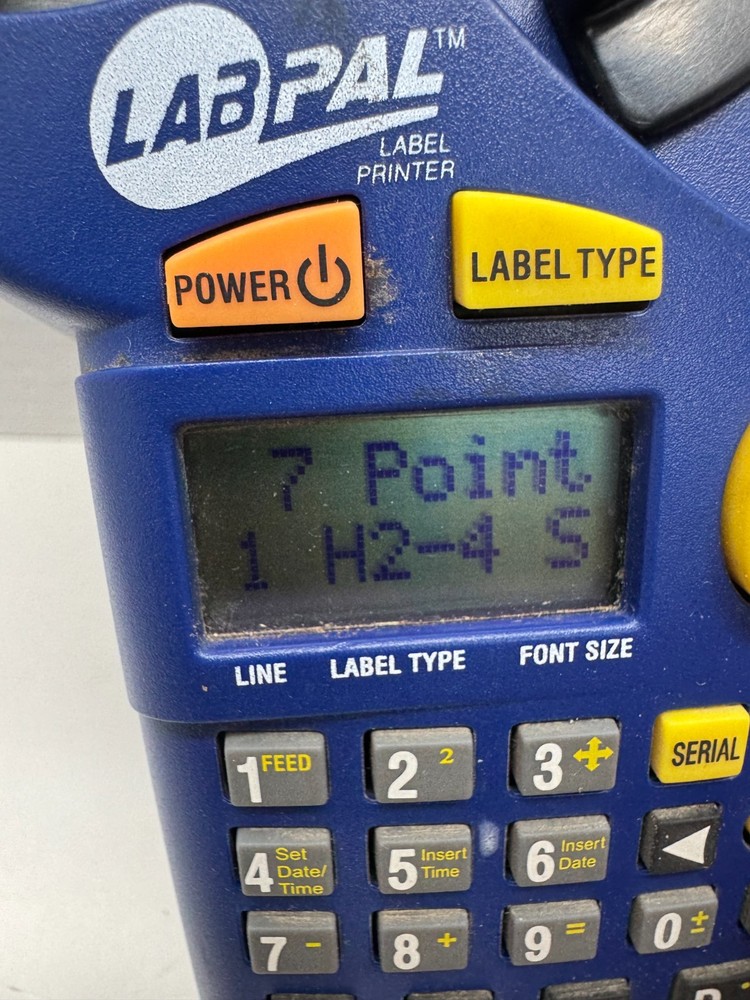 LABPAL™
LABEL
PRINTER
POWER
LABEL TYPE
7 Point
1 H2-4 S
LINE LABEL TYPE FONT SIZE
1 FEED 2 ² 3 SERIAL
4 Set Date/ Time 5 Insert Time 6 Insert Date
7 - 8 + 9 = 0 ±